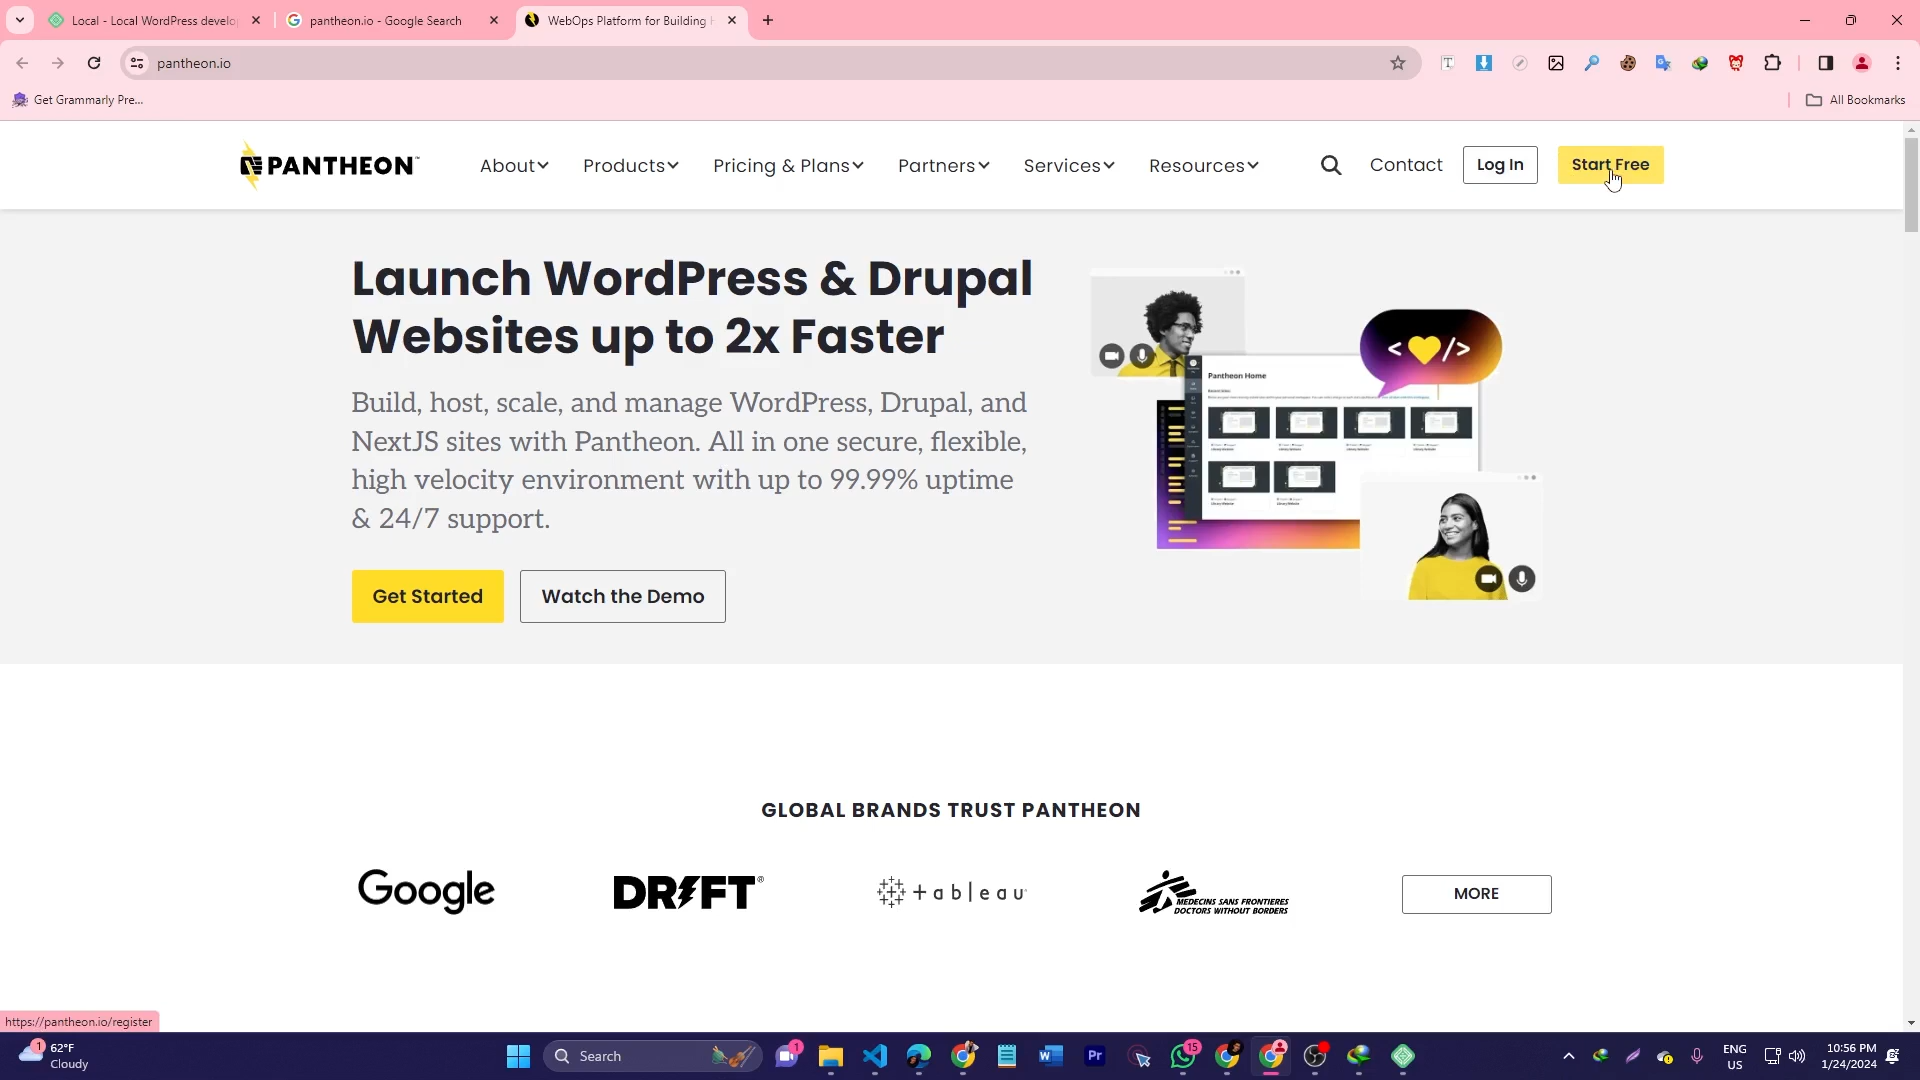 Local - Local WordPress develo
pantheon.io - Google Search
WebOps Platform for Building H
pantheon.io
Get Grammarly Pre...
All Bookmarks
PANTHEON
About
Products
Pricing & Plans
Partners
Services
Resources
Contact
Log In
Start Free
Launch WordPress & Drupal
Websites up to 2x Faster
Build, host, scale, and manage WordPress, Drupal, and
NextJS sites with Pantheon. All in one secure, flexible,
high velocity environment with up to 99.99% uptime
& 24/7 support.
Get Started
Watch the Demo
Pantheon Home
< />
GLOBAL BRANDS TRUST PANTHEON
Google
DRIFT®
+ableau
MEDECINS SANS FRONTIERES
DOCTORS WITHOUT BORDERS
MORE
https://pantheon.io/register
1
62°F
Cloudy
Search
1
Pr
15
ENG
US
10:56 PM
1/24/2024